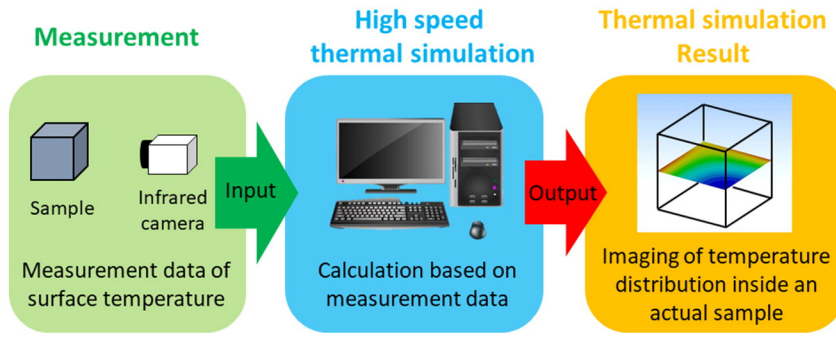 Measurement
Sample
Infrared
camera
Measurement data of
surface temperature
Input
High speed
thermal simulation
Calculation based on
measurement data
Output
Thermal simulation
Result
Imaging of temperature
distribution inside an
actual sample